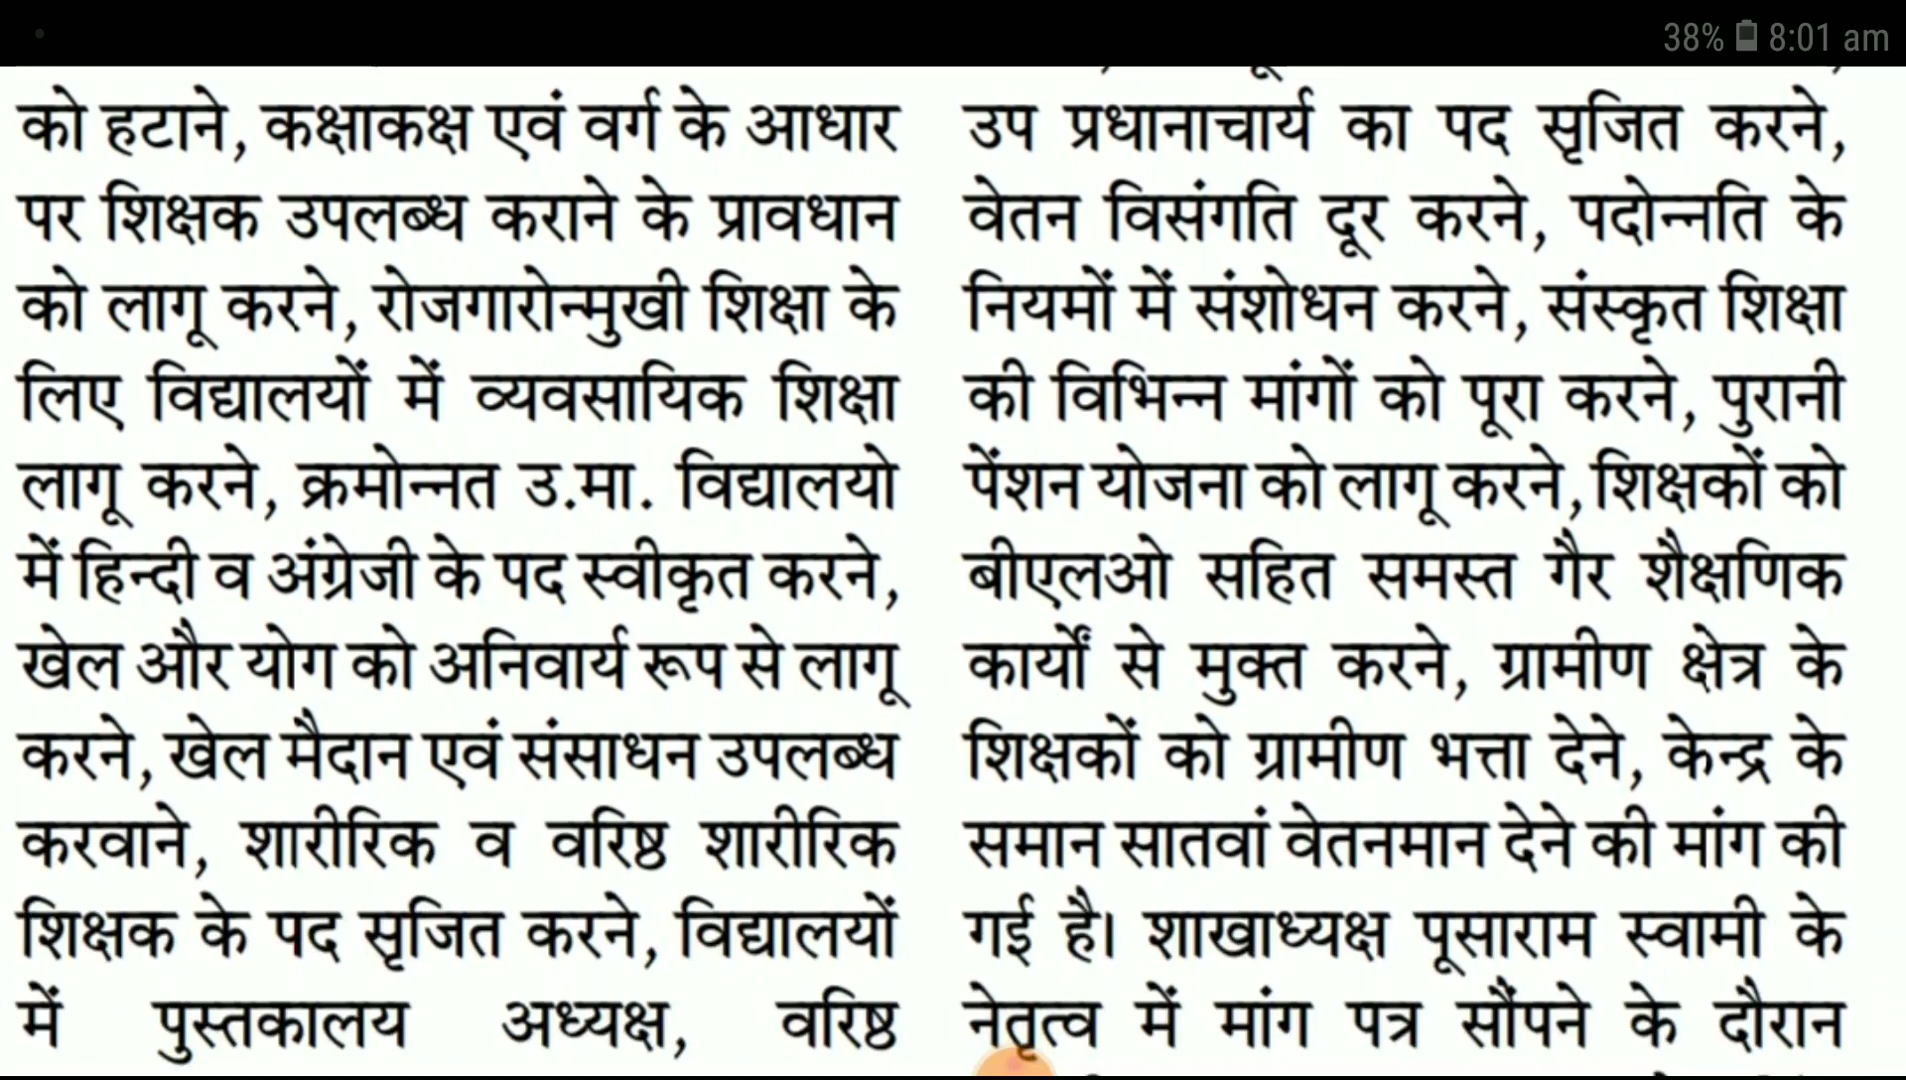 38% 8:01 am
को हटाने, कक्षाकक्ष एवं वर्ग के आधार
पर शिक्षक उपलब्ध कराने के प्रावधान
को लागू करने, रोजगारोन्मुखी शिक्षा के
लिए विद्यालयों में व्यवसायिक शिक्षा
लागू करने, क्रमोन्नत उ.मा. विद्यालयो
में हिन्दी व अंग्रेजी के पद स्वीकृत करने,
खेल और योग को अनिवार्य रूप से लागू
करने, खेल मैदान एवं संसाधन उपलब्ध
करवाने, शारीरिक व वरिष्ठ शारीरिक
शिक्षक के पद सृजित करने, विद्यालयों
में पुस्तकालय अध्यक्ष, वरिष्ठ
उप प्रधानाचार्य का पद सृजित करने,
वेतन विसंगति दूर करने, पदोन्नति के
नियमों में संशोधन करने, संस्कृत शिक्षा
की विभिन्न मांगों को पूरा करने, पुरानी
पेंशन योजना को लागू करने, शिक्षकों को
बीएलओ सहित समस्त गैर शैक्षणिक
कार्यों से मुक्त करने, ग्रामीण क्षेत्र के
शिक्षकों को ग्रामीण भत्ता देने, केन्द्र के
समान सातवां वेतनमान देने की मांग की
गई है। शाखाध्यक्ष पूसाराम स्वामी के
नेतृत्व में मांग पत्र सौंपने के दौरान